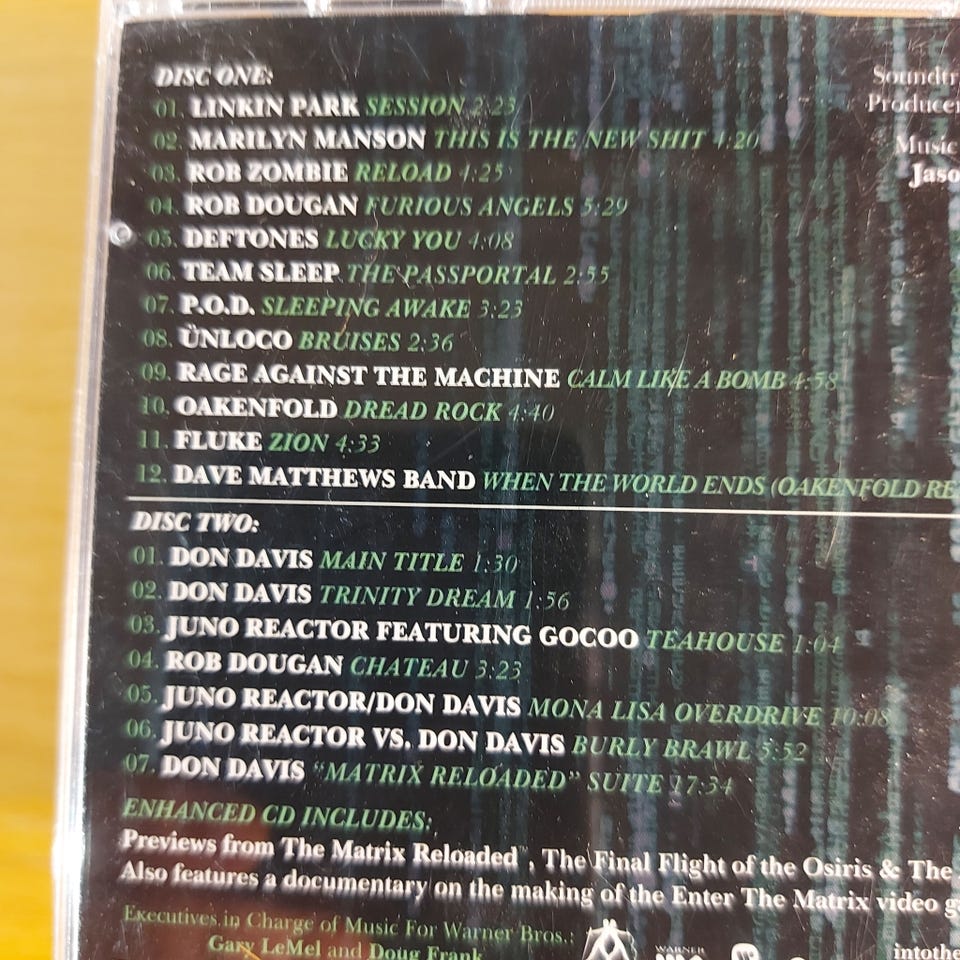 DISC ONE:
01. LINKIN PARK SESSION 2:23
02. MARILYN MANSON THIS IS THE NEW SHIT 4:20
03. ROB ZOMBIE RELOAD 4:25
04. ROB DOUGAN FURIOUS ANGELS 5:29
05. DEFTONES LUCKY YOU 4:08
06. TEAM SLEEP THE PASSPORTAL 2:55
07. P.O.D. SLEEPING AWAKE 3:23
08. ÜNLOCO BRUISES 2:36
09. RAGE AGAINST THE MACHINE CALM LIKE A BOMB 4:58
10. OAKENFOLD DREAD ROCK 4:40
11. FLUKE ZION 4:33
12. DAVE MATTHEWS BAND WHEN THE WORLD ENDS (OAKENFOLD RE
Soundtr
Producer
Music
Jaso
DISC TWO:
01. DON DAVIS MAIN TITLE 1:30
02. DON DAVIS TRINITY DREAM 1:56
03. JUNO REACTOR FEATURING GOCOO TEAHOUSE 1:04
04. ROB DOUGAN CHATEAU 3:23
05. JUNO REACTOR/DON DAVIS MONA LISA OVERDRIVE 10:08
06. JUNO REACTOR VS. DON DAVIS BURLY BRAWL 5:52
07. DON DAVIS “MATRIX RELOADED” SUITE 17:34
ENHANCED CD INCLUDES:
Previews from The Matrix Reloaded™, The Final Flight of the Osiris & The
Also features a documentary on the making of the Enter The Matrix video ga
Executives in Charge of Music For Warner Bros.:
Gary LeMel and Doug Frank
WARNER
intothe